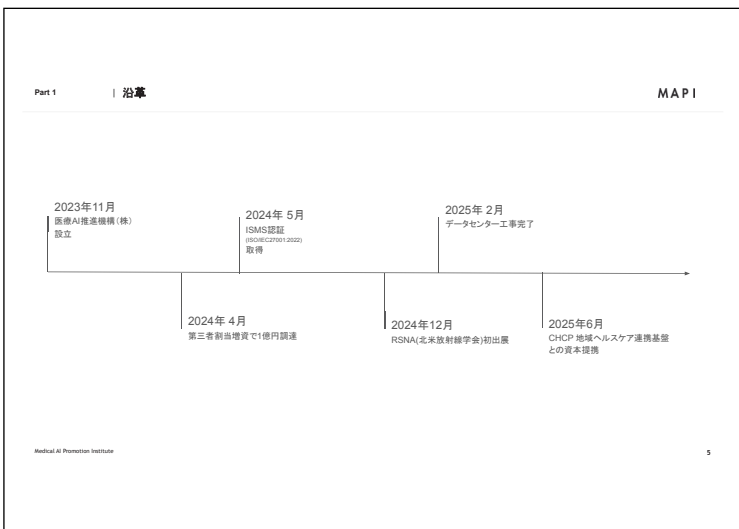 Part 1 | 沿革
MAPI
2023年11月
医療AI推進機構(株)
設立
2024年 5月
ISMS認証
(ISO/IEC27001:2022)
取得
2025年 2月
データセンター工事完了
2024年 4月
第三者割当増資で1億円調達
2024年12月
RSNA(北米放射線学会)初出展
2025年6月
CHCP 地域ヘルスケア連携基盤
との資本提携
Medical AI Promotion Institute
5